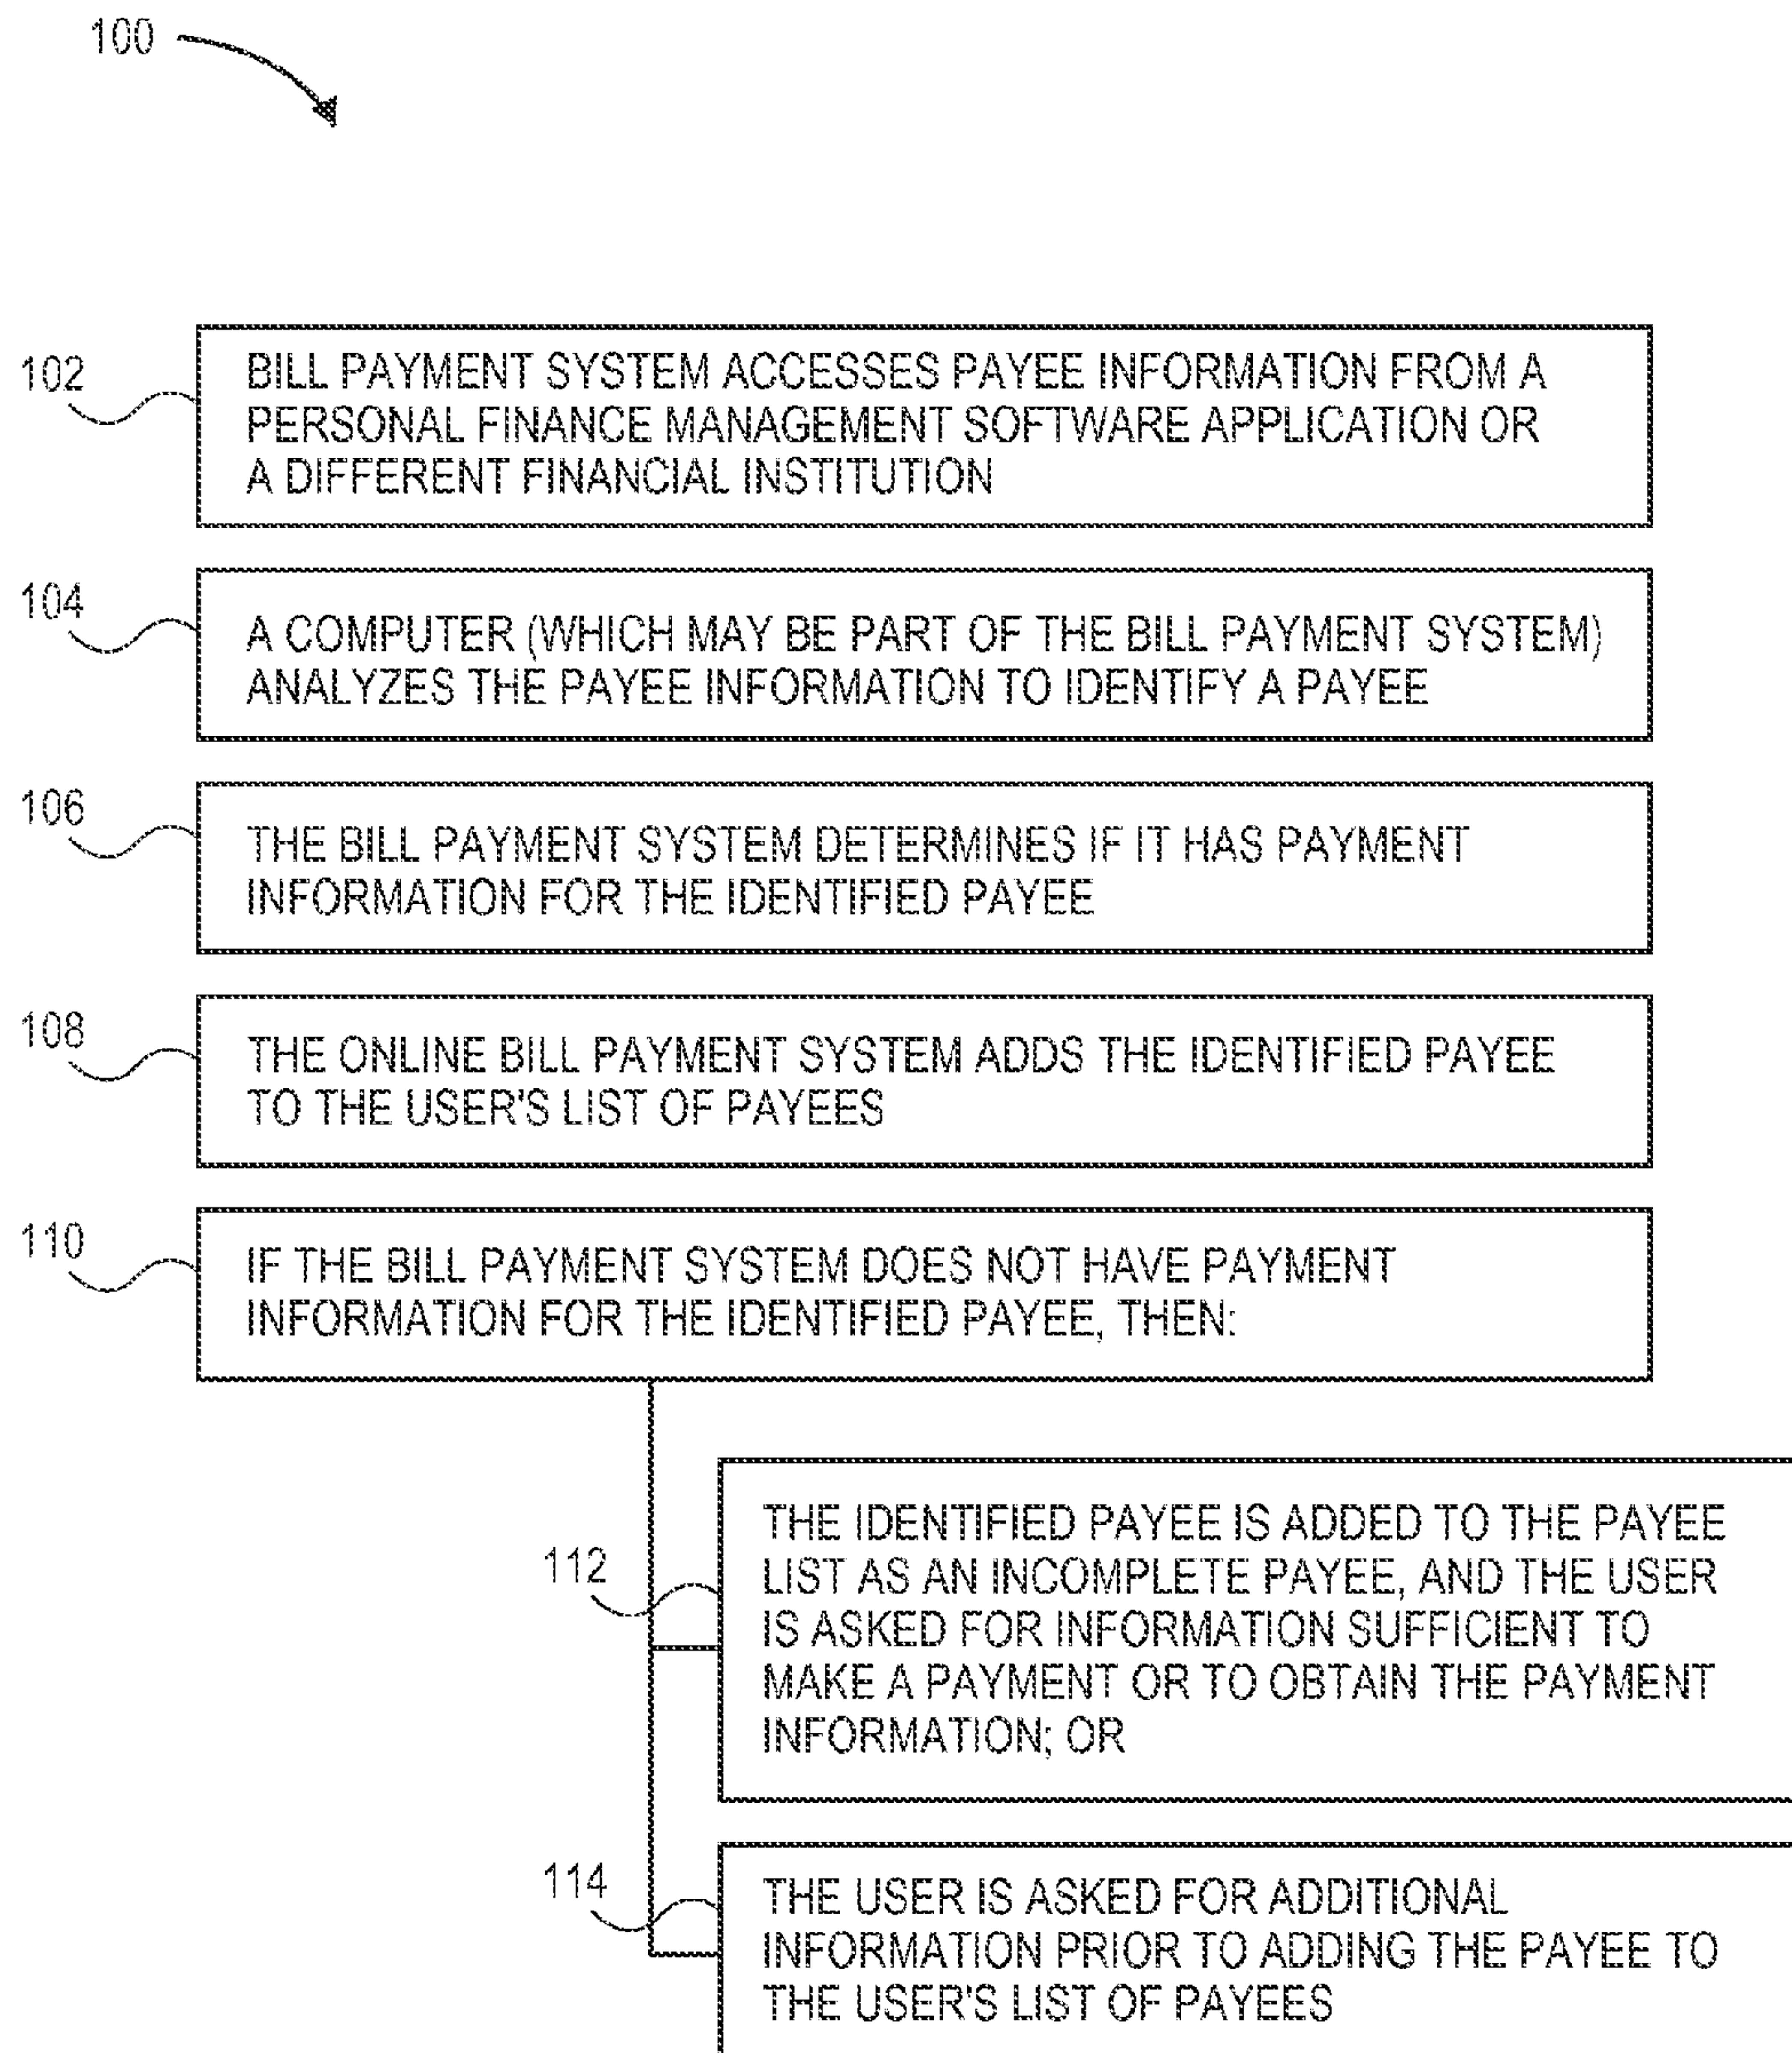 100
102
BILL PAYMENT SYSTEM ACCESSES PAYEE INFORMATION FROM A
PERSONAL FINANCE MANAGEMENT SOFTWARE APPLICATION OR
A DIFFERENT FINANCIAL INSTITUTION
104
A COMPUTER (WHICH MAY BE PART OF THE BILL PAYMENT SYSTEM)
ANALYZES THE PAYEE INFORMATION TO IDENTIFY A PAYEE
106
THE BILL PAYMENT SYSTEM DETERMINES IF IT HAS PAYMENT
INFORMATION FOR THE IDENTIFIED PAYEE
108
THE ONLINE BILL PAYMENT SYSTEM ADDS THE IDENTIFIED PAYEE
TO THE USER'S LIST OF PAYEES
110
IF THE BILL PAYMENT SYSTEM DOES NOT HAVE PAYMENT
INFORMATION FOR THE IDENTIFIED PAYEE, THEN:
112
THE IDENTIFIED PAYEE IS ADDED TO THE PAYEE
LIST AS AN INCOMPLETE PAYEE, AND THE USER
IS ASKED FOR INFORMATION SUFFICIENT TO
MAKE A PAYMENT OR TO OBTAIN THE PAYMENT
INFORMATION; OR
114
THE USER IS ASKED FOR ADDITIONAL
INFORMATION PRIOR TO ADDING THE PAYEE TO
THE USER'S LIST OF PAYEES